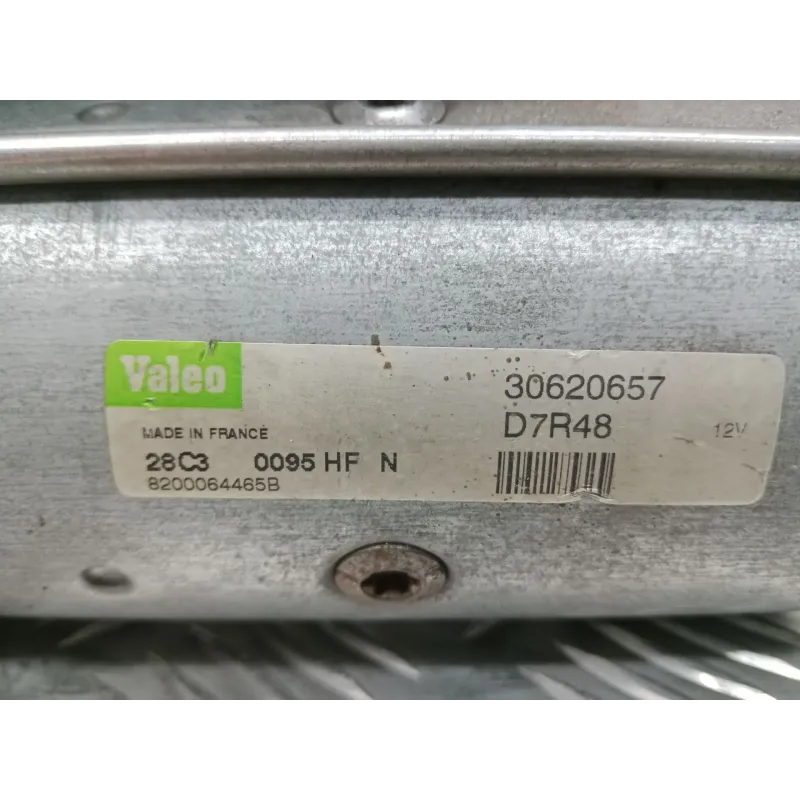 Valeo
30620657
MADE IN FRANCE
D7R48
12V
28C3 0095 HF N
8200064465B